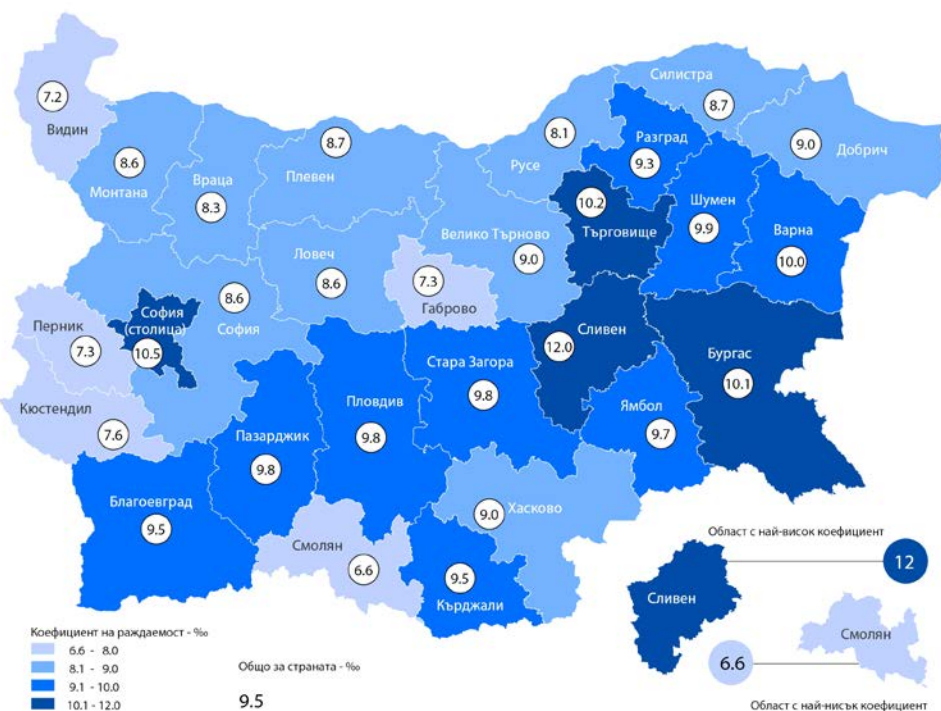 7.2
Видин
8.6
Монтана
Враца
8.3
8.7
Плевен
8.1
Русе
Силистра
8.7
Разград
9.3
9.0
Добрич
10.2
Търговище
Шумен
9.9
Варна
10.0
Велико Търново
9.0
Ловеч
8.6
7.3
Габрово
8.6
София
София
(столица)
10.5
Перник
7.3
Кюстендил
7.6
Сливен
12.0
Бургас
10.1
Стара Загора
9.8
Ямбол
9.7
Пловдив
9.8
Пазарджик
9.8
Благоевград
9.5
Хасково
9.0
Смолян
6.6
9.5
Кърджали
Област с най-висок коефициент
12
Сливен
Смолян
6.6
Област с най-нисък коефициент
Коефициент на раждаемост - ‰
6.6 - 8.0
8.1 - 9.0
9.1 - 10.0
10.1 - 12.0
Общо за страната - ‰
9.5